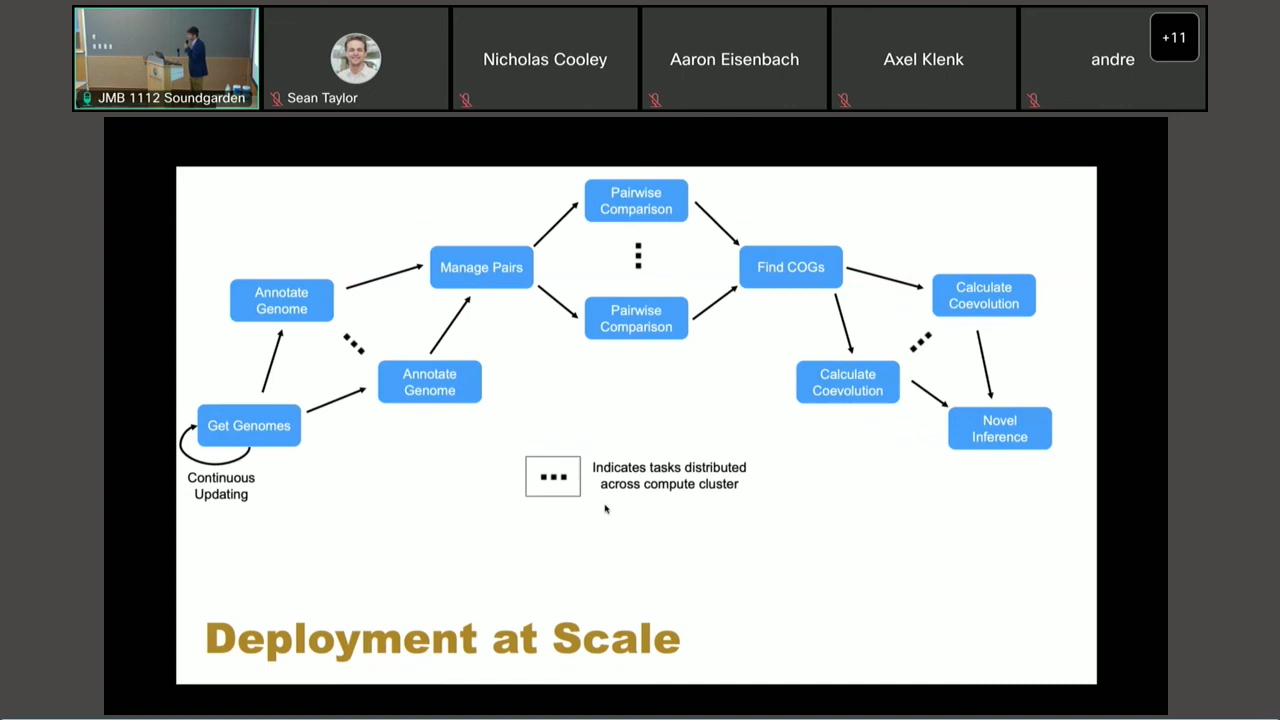 JMB 1112 Soundgarden
Sean Taylor
Nicholas Cooley
Aaron Eisenbach
Axel Klenk
andre
+11
Pairwise
Comparison
Manage Pairs
Find COGs
Annotate
Genome
Calculate
Coevolution
Pairwise
Comparison
Annotate
Genome
Calculate
Coevolution
Get Genomes
Novel
Inference
Continuous
Updating
Indicates tasks distributed
across compute cluster
Deployment at Scale